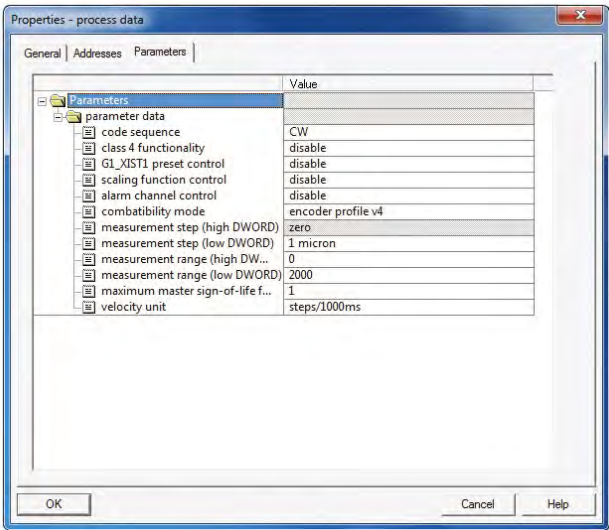 Properties - process data
x
General Addresses Parameters
Value
Parameters
parameter data
code sequence CW
class 4 functionality disable
G1_XIST1 preset control disable
scaling function control disable
alarm channel control disable
combatibility mode encoder profile v4
measurement step (high DWORD) zero
measurement step (low DWORD) 1 micron
measurement range (high DW... 0
measurement range (low DWORD) 2000
maximum master sign-of-life f... 1
velocity unit steps/1000ms
OK Cancel Help